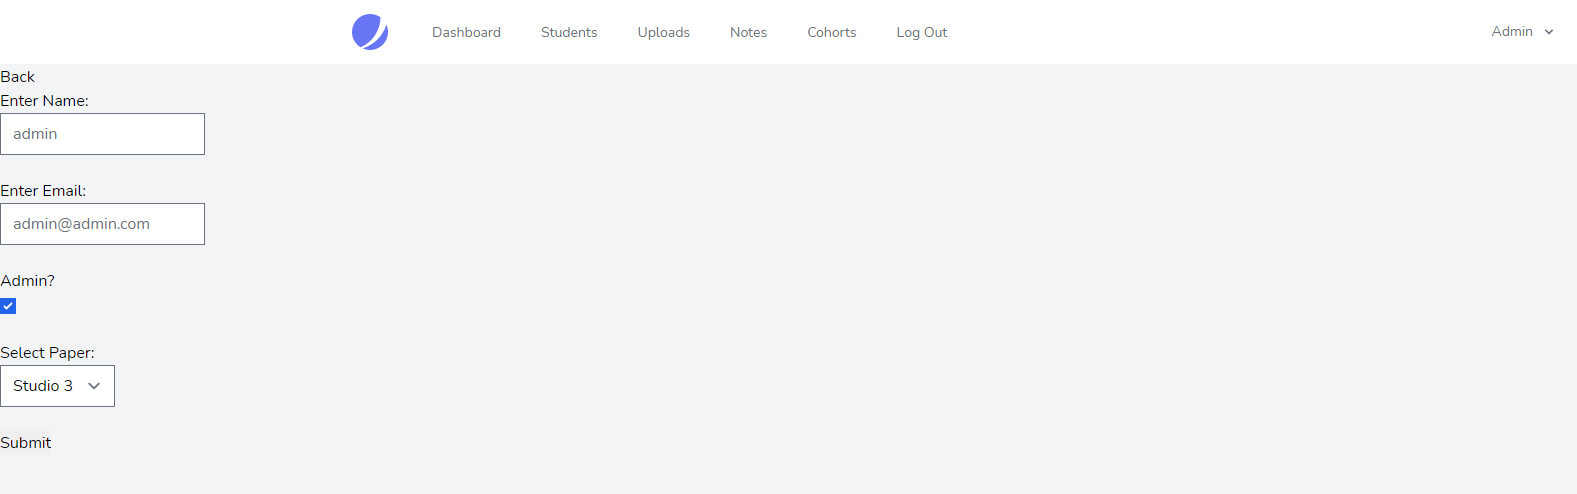 Dashboard Students Uploads Notes Cohorts Log Out Admin
Back
Enter Name:
admin
Enter Email:
admin@admin.com
Admin?
Select Paper:
Studio 3
Submit